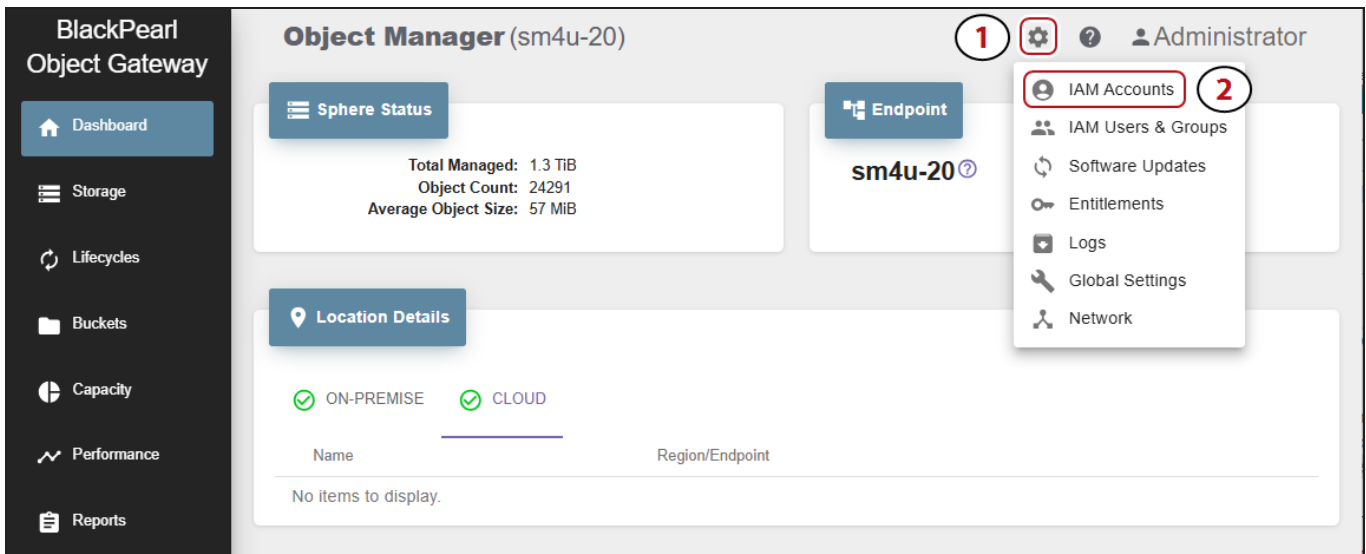 BlackPearl
Object Gateway
Dashboard
Storage
Lifecycles
Buckets
Capacity
Performance
Reports
Object Manager (sm4u-20)
1
Administrator
IAM Accounts
2
IAM Users & Groups
Software Updates
Entitlements
Logs
Global Settings
Network
Sphere Status
Total Managed: 1.3 TiB
Object Count: 24291
Average Object Size: 57 MiB
Endpoint
sm4u-20
Location Details
ON-PREMISE CLOUD
Name Region/Endpoint
No items to display.